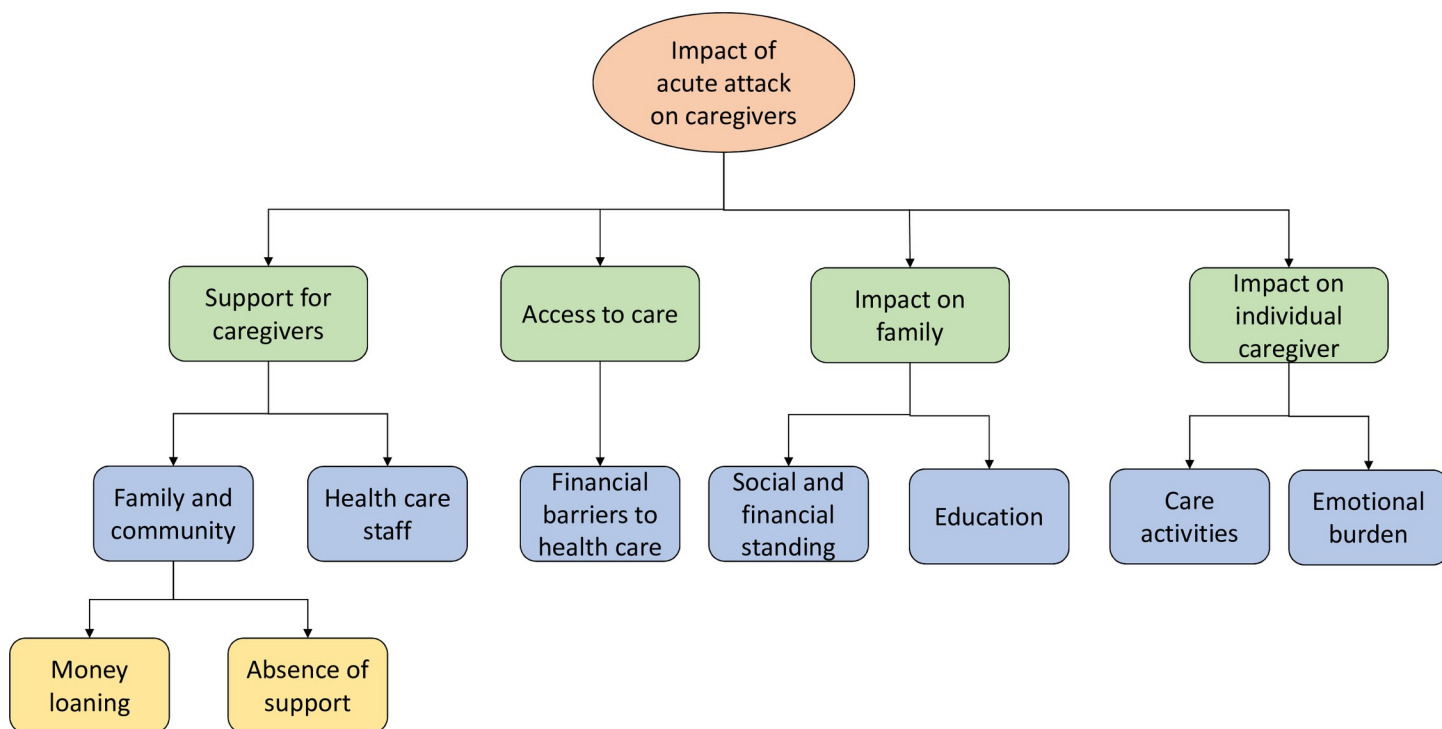 Impact of
acute attack
on caregivers
Support for
caregivers
Access to care
Impact on
family
Impact on
individual
caregiver
Family and
community
Health care
staff
Financial
barriers to
health care
Social and
financial
standing
Education
Care
activities
Emotional
burden
Money
loaning
Absence of
support